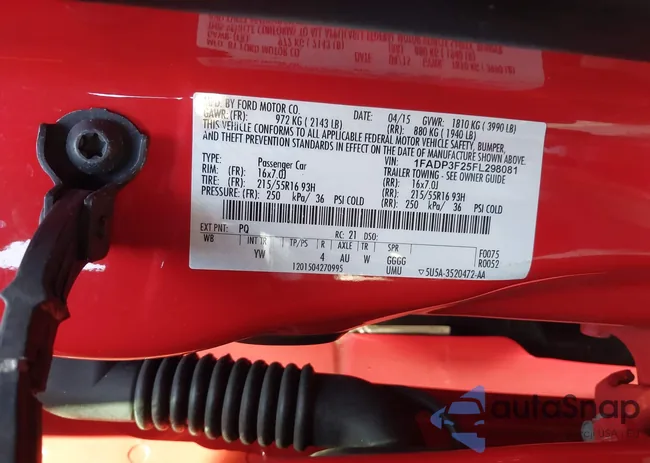 MFD. BY FORD MOTOR CO. 04/15 GVWR: 1810 KG ( 3990 LB)
GAWR:(FR): 972 KG ( 2143 LB) (RR): 880 KG ( 1940 LB)
THIS VEHICLE CONFORMS TO ALL APPLICABLE FEDERAL MOTOR VEHICLE SAFETY, BUMPER,
AND THEFT PREVENTION STANDARDS IN EFFECT ON THE DATE OF MANUFACTURE SHOWN ABOVE.
VIN: 1FADP3F25FL298081
TYPE: Passenger Car TRAILER TOWING - SEE OWNER GUIDE
RIM: (FR): 16x7.0J (RR): 16x7.0J
TIRE: (FR): 215/55R16 93H (RR): 215/55R16 93H
PRESSURE: (FR) 250 kPa/ 36 PSI COLD (RR) 250 kPa/ 36 PSI COLD
EXT PNT: PQ RC: 21 DSO:
WB INT TR TP/PS R AXLE TR SPR F0075
YW 4 AU W GGGG R0052
1201504270995 UMU 5U5A-3520472-AA
autoSnap